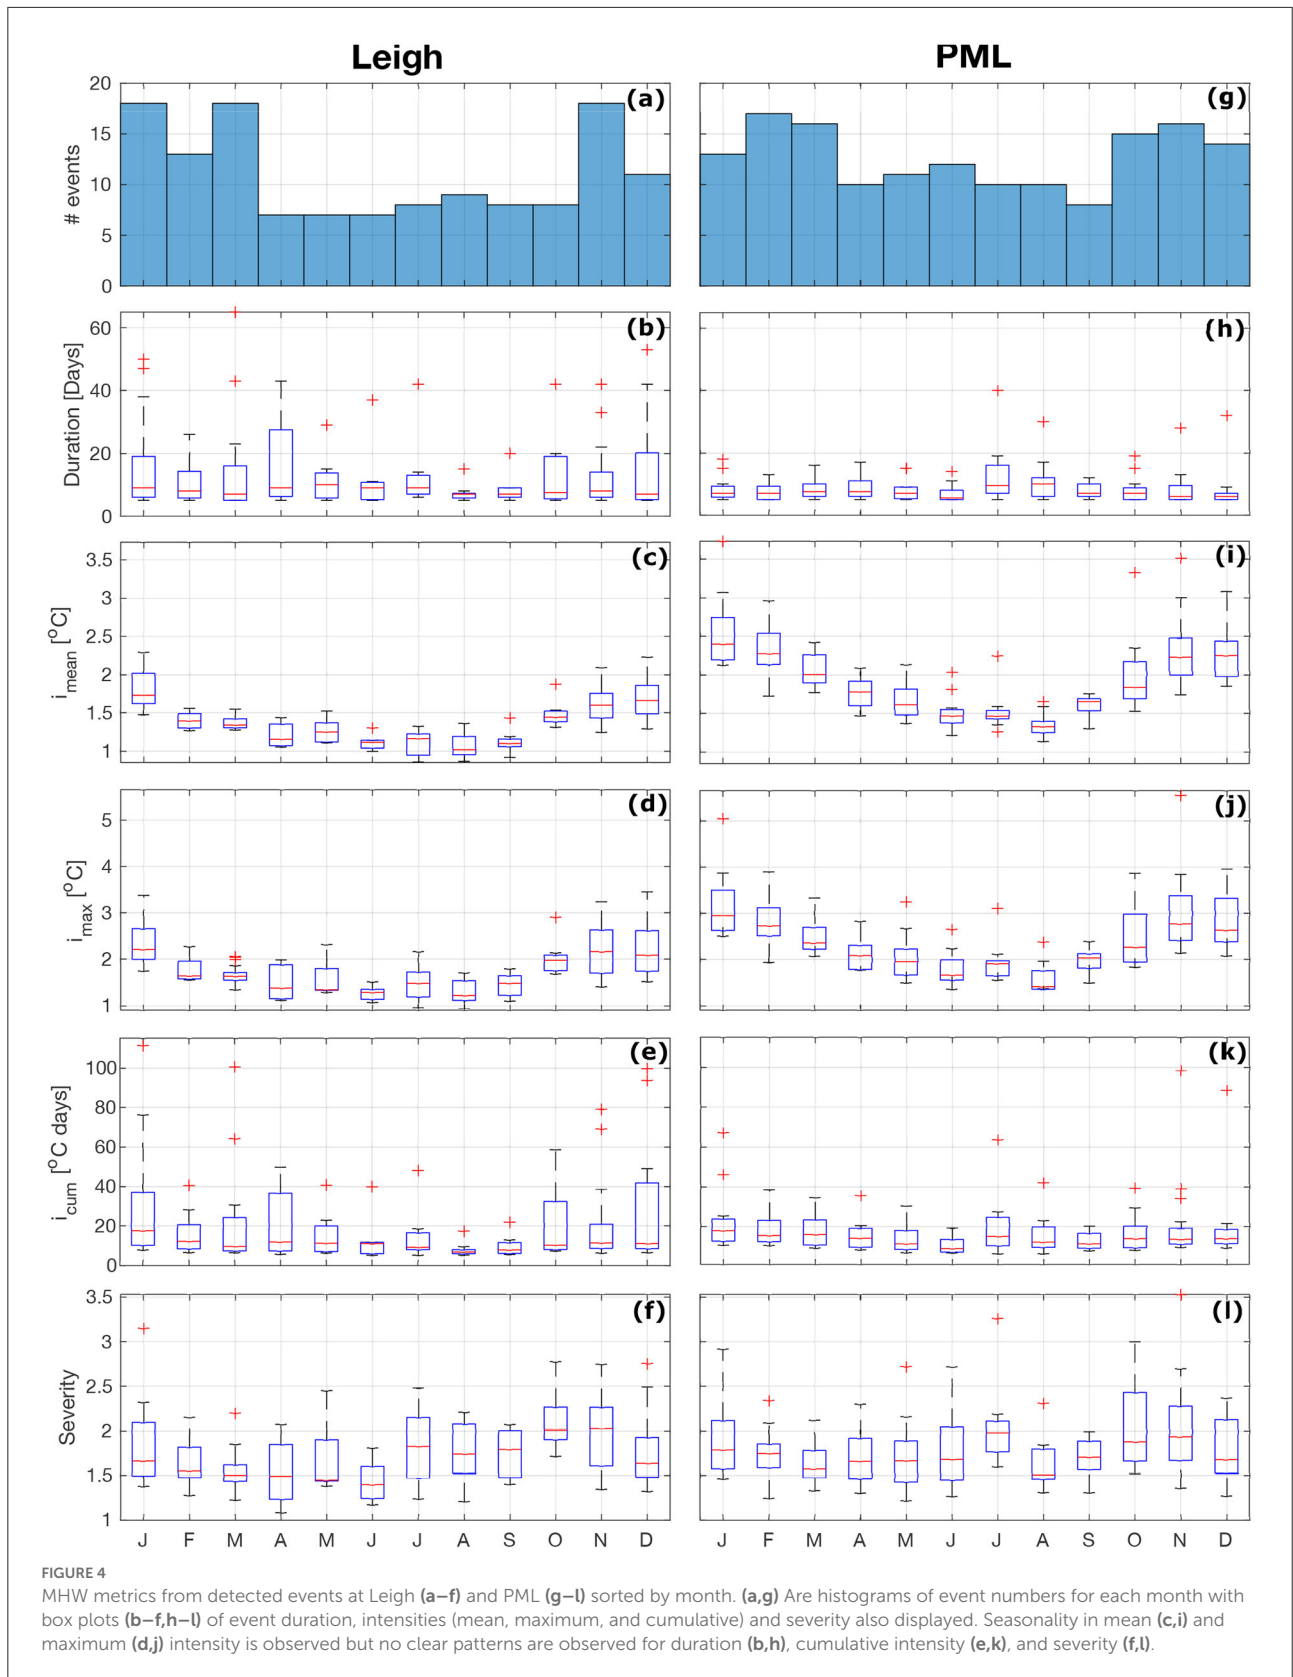 Leigh
PML
20
15
10
5
0
# events
(a)
(g)
60
40
20
0
Duration [Days]
(b)
(h)
3.5
3
2.5
2
1.5
1
i_mean [°C]
(c)
(i)
5
4
3
2
1
i_max [°C]
(d)
(j)
100
80
60
40
20
0
i_cum [°C days]
(e)
(k)
3.5
3
2.5
2
1.5
1
Severity
(f)
(l)
J F M A M J J A S O N D
J F M A M J J A S O N D
FIGURE 4
MHW metrics from detected events at Leigh (a–f) and PML (g–l) sorted by month. (a,g) Are histograms of event numbers for each month with
box plots (b–f,h–l) of event duration, intensities (mean, maximum, and cumulative) and severity also displayed. Seasonality in mean (c,i) and
maximum (d,j) intensity is observed but no clear patterns are observed for duration (b,h), cumulative intensity (e,k), and severity (f,l).